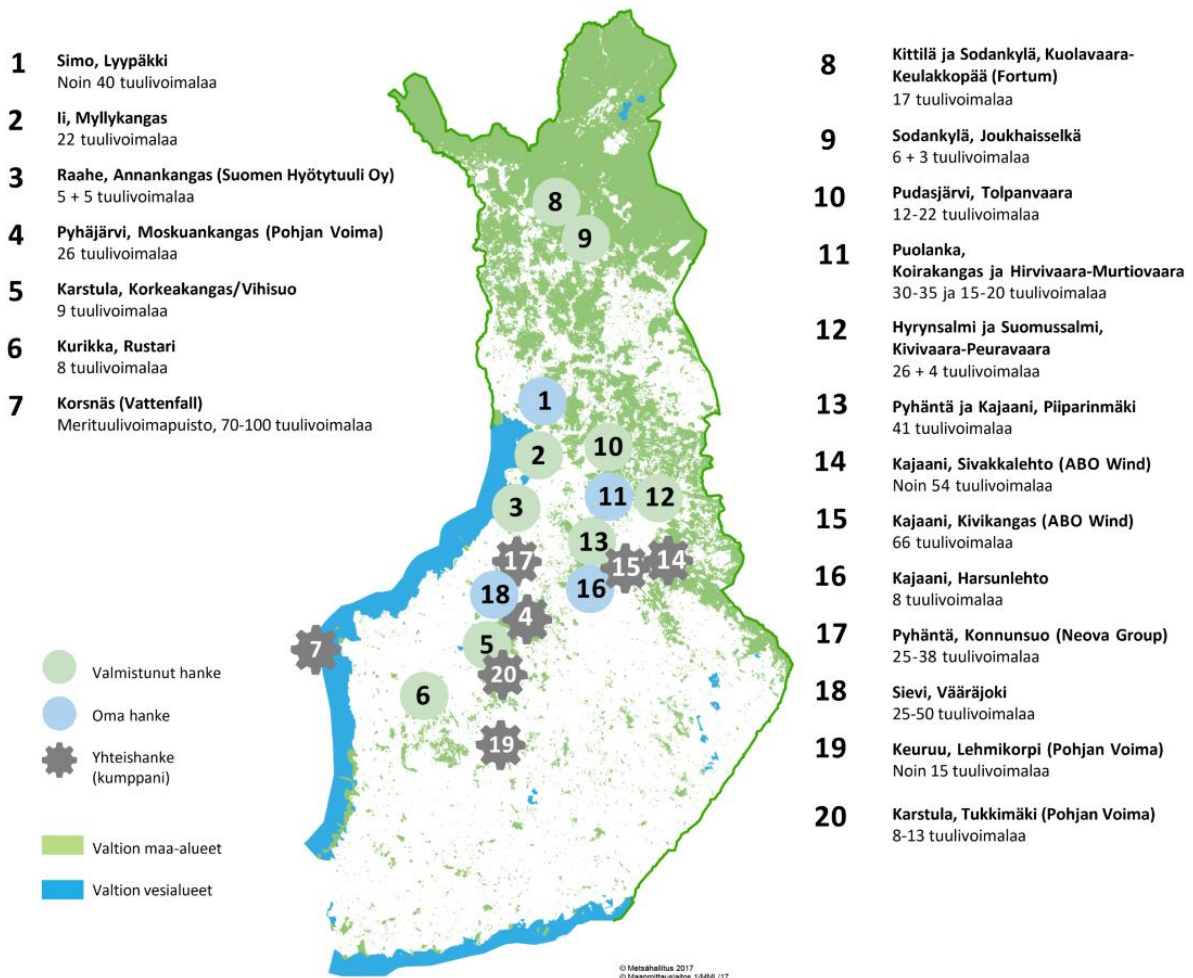 1
Simo, Lyypäkki
Noin 40 tuulivoimalaa
2
Ii, Myllykangas
22 tuulivoimalaa
3
Raahe, Annankangas (Suomen Hyötytuuli Oy)
5 + 5 tuulivoimalaa
4
Pyhäjärvi, Moskuankangas (Pohjan Voima)
26 tuulivoimalaa
5
Karstula, Korkeakangas/Vihisuo
9 tuulivoimalaa
6
Kurikka, Rustari
8 tuulivoimalaa
7
Korsnäs (Vattenfall)
Merituulivoimapuisto, 70-100 tuulivoimalaa
Valmistunut hanke
Oma hanke
Yhteishanke
(kumppani)
Valtion maa-alueet
Valtion vesialueet
8
9
1
2
10
3
11
12
13
17
15
14
18
16
4
7
5
20
6
19
8
Kittilä ja Sodankylä, Kuolavaara-
Keulakkopää (Fortum)
17 tuulivoimalaa
9
Sodankylä, Joukhaisselkä
6 + 3 tuulivoimalaa
10
Pudasjärvi, Tolpanvaara
12-22 tuulivoimalaa
11
Puolanka,
Koirakangas ja Hirvivaara-Murtiovaara
30-35 ja 15-20 tuulivoimalaa
12
Hyrynsalmi ja Suomussalmi,
Kivivaara-Peuravaara
26 + 4 tuulivoimalaa
13
Pyhäntä ja Kajaani, Piiparinmäki
41 tuulivoimalaa
14
Kajaani, Sivakkalehto (ABO Wind)
Noin 54 tuulivoimalaa
15
Kajaani, Kivikangas (ABO Wind)
66 tuulivoimalaa
16
Kajaani, Harsunlehto
8 tuulivoimalaa
17
Pyhäntä, Konnunsuo (Neova Group)
25-38 tuulivoimalaa
18
Sievi, Vääräjoki
25-50 tuulivoimalaa
19
Keuruu, Lehmikorpi (Pohjan Voima)
Noin 15 tuulivoimalaa
20
Karstula, Tukkimäki (Pohjan Voima)
8-13 tuulivoimalaa
© Metsähallitus 2017
© Maanmittauslaitos 1/MML/17